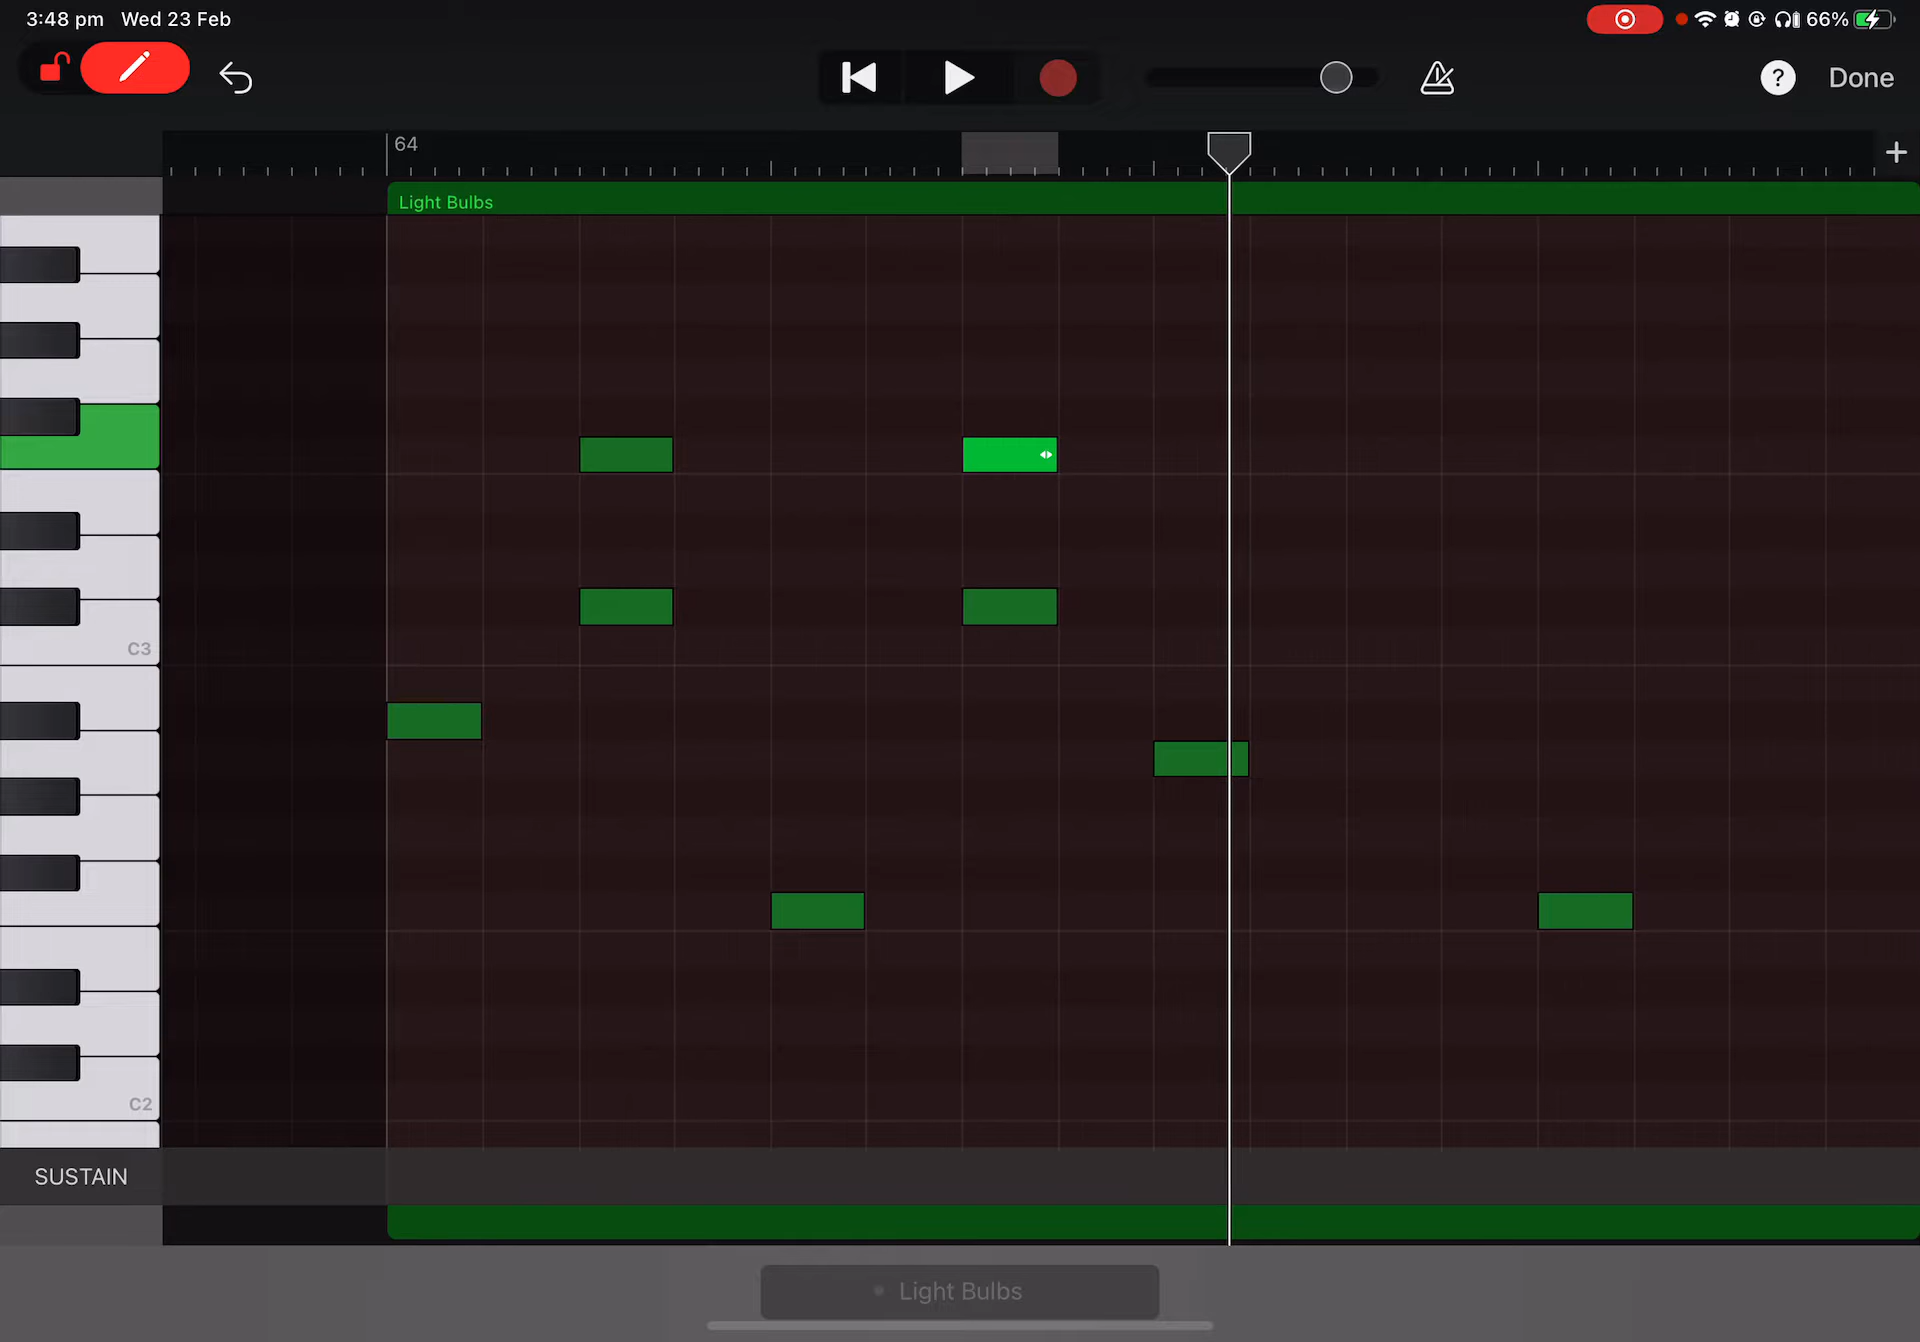 3:48 pm Wed 23 Feb
66%
? Done
64
Light Bulbs
C3
C2
SUSTAIN
Light Bulbs